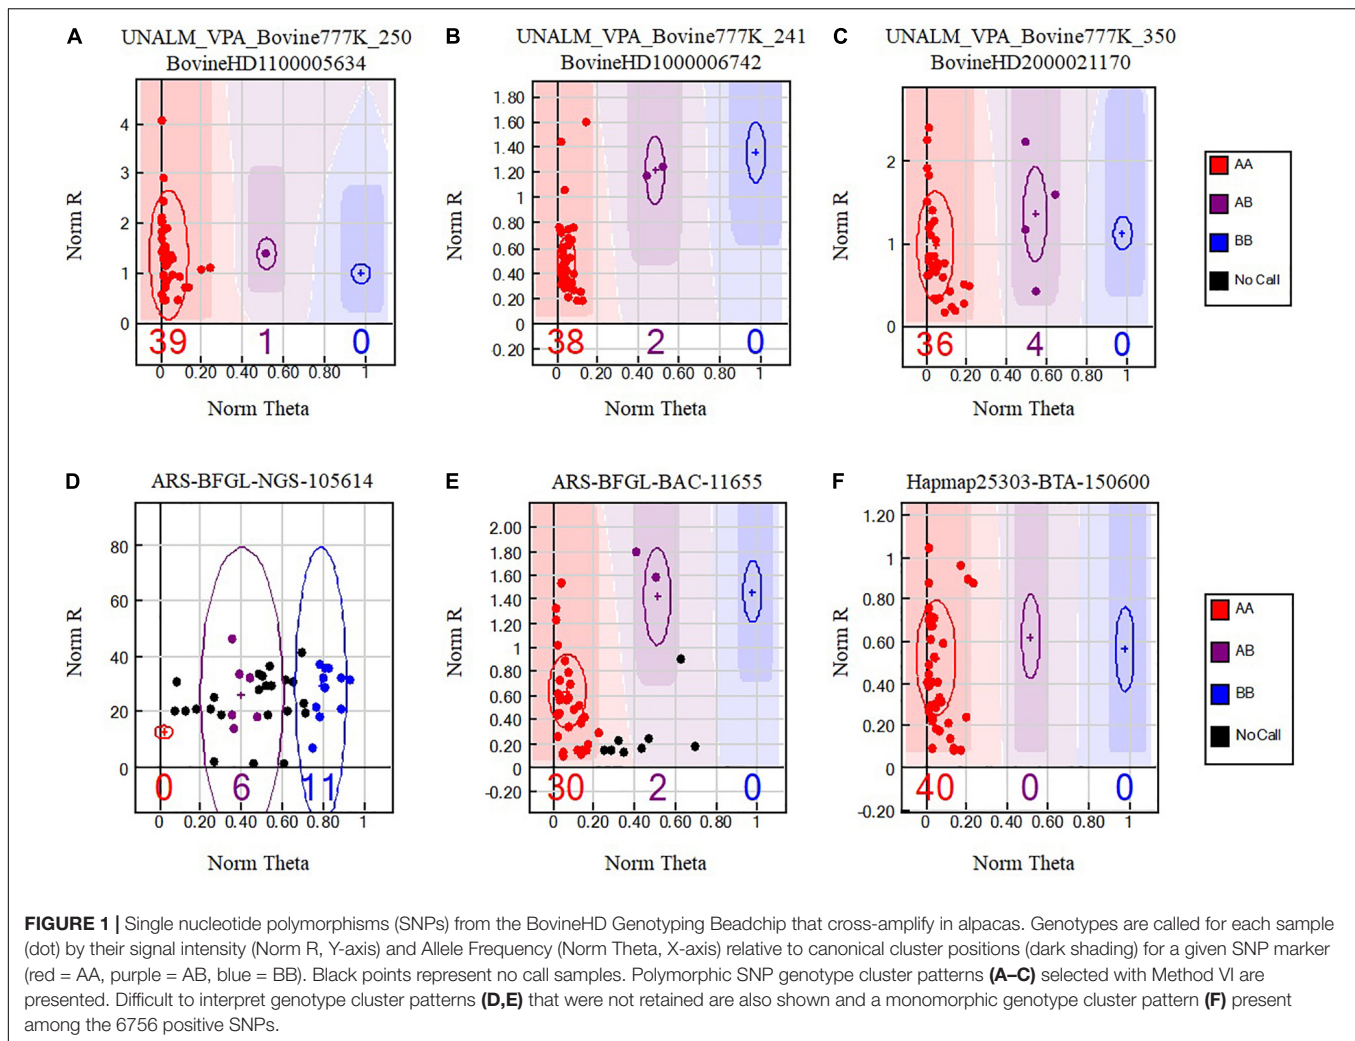 A
UNALM_VPA_Bovine777K_250
BovineHD1100005634
Norm R
4
3
2
1
0
39
1
0
0 0.20 0.40 0.60 0.80 1
Norm Theta
B
UNALM_VPA_Bovine777K_241
BovineHD1000006742
Norm R
1.80
1.60
1.40
1.20
1
0.80
0.60
0.40
0.20
0
0.20
38
2
0
0 0.20 0.40 0.60 0.80 1
Norm Theta
C
UNALM_VPA_Bovine777K_350
BovineHD2000021170
Norm R
2
1
0
36
4
0
0 0.20 0.40 0.60 0.80 1
Norm Theta
AA
AB
BB
No Call
D
ARS-BFGL-NGS-105614
Norm R
80
60
40
20
0
0
6
11
0 0.20 0.40 0.60 0.80 1
Norm Theta
E
ARS-BFGL-BAC-11655
Norm R
2.00
1.80
1.60
1.40
1.20
1
0.80
0.60
0.40
0.20
0
-0.20
30
2
0
0 0.20 0.40 0.60 0.80 1
Norm Theta
F
Hapmap25303-BTA-150600
Norm R
1.20
1
0.80
0.60
0.40
0.20
0
-0.20
40
0
0
0 0.20 0.40 0.60 0.80 1
Norm Theta
AA
AB
BB
No Call
FIGURE 1 | Single nucleotide polymorphisms (SNPs) from the BovineHD Genotyping Beadchip that cross-amplify in alpacas. Genotypes are called for each sample
(dot) by their signal intensity (Norm R, Y-axis) and Allele Frequency (Norm Theta, X-axis) relative to canonical cluster positions (dark shading) for a given SNP marker
(red = AA, purple = AB, blue = BB). Black points represent no call samples. Polymorphic SNP genotype cluster patterns (A–C) selected with Method VI are
presented. Difficult to interpret genotype cluster patterns (D,E) that were not retained are also shown and a monomorphic genotype cluster pattern (F) present
among the 6756 positive SNPs.